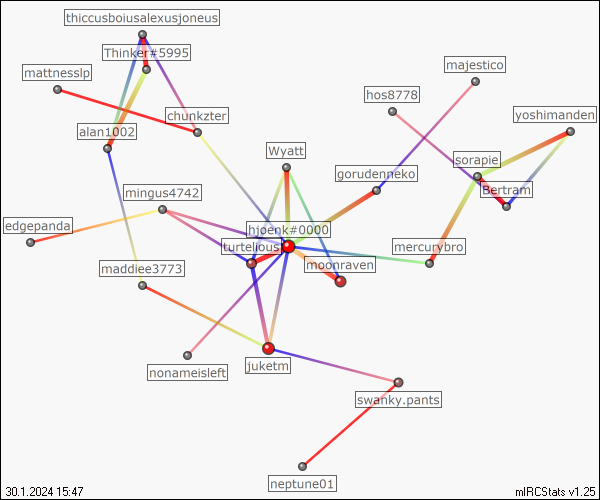 thiccusboiusalexusjoneus
Thinker#5995
majestico
mattnesslp
hos8778
chunkzter
yoshimanden
alan1002
Wyatt
sorapie
gorudenneko
Bertram
mingus4742
edgepanda
hjøenk#0000
turtelious
mercurybro
moonraven
maddiee3773
juketm
nonameisleft
swanky.pants
neptune01
30.1.2024 15:47
mIRCStats v1.25